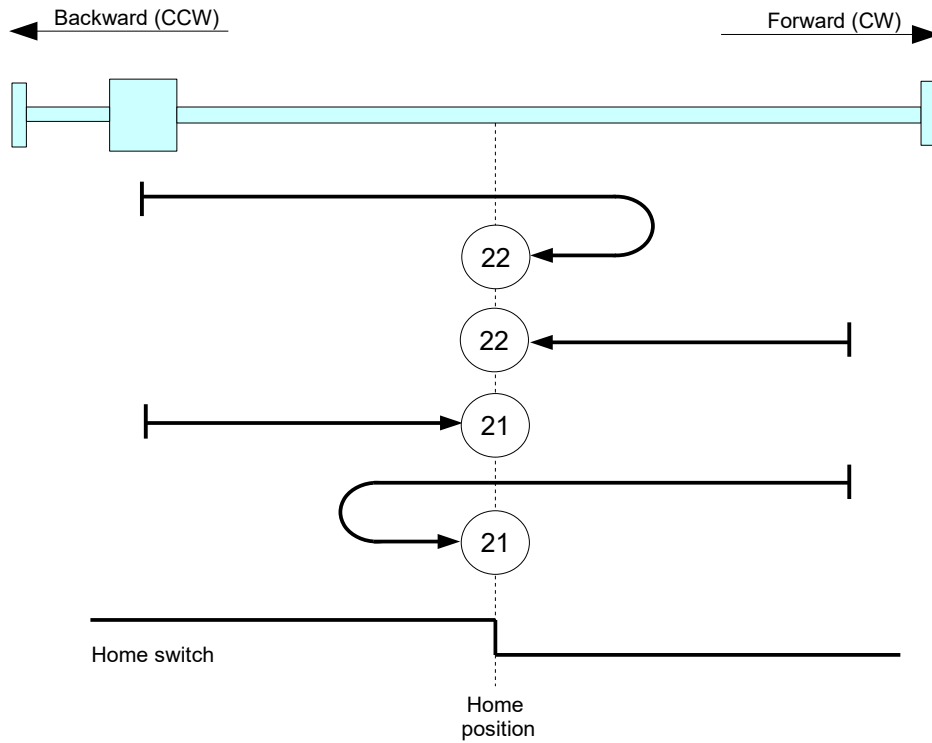 Backward (CCW)
Forward (CW)
22
22
21
21
Home switch
Home
position